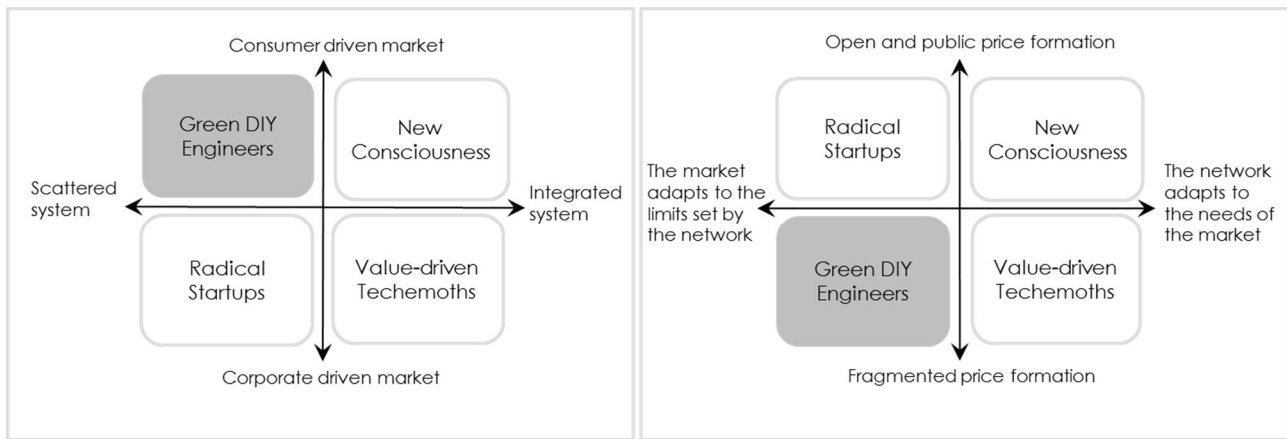 Consumer driven market
Green DIY
Engineers
New
Consciousness
Scattered
system
Integrated
system
Radical
Startups
Value-driven
Techemoths
Corporate driven market
Open and public price formation
Radical
Startups
New
Consciousness
The market
adapts to the
limits set by
the network
The network
adapts to
the needs of
the market
Green DIY
Engineers
Value-driven
Techemoths
Fragmented price formation